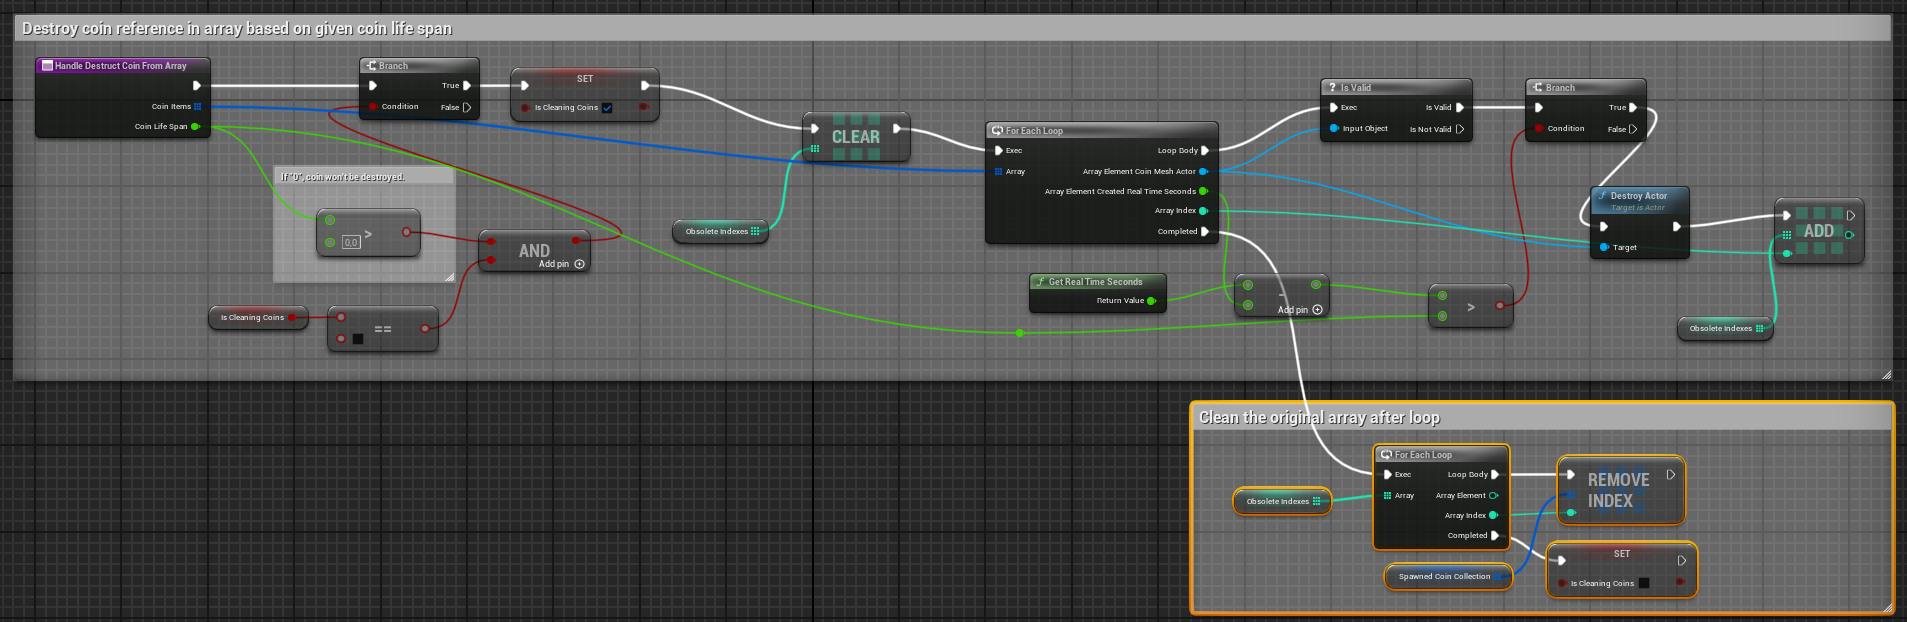 Destroy coin reference in array based on given coin life span
Handle Destruct Coin From Array
Coin Items
Coin Life Span
Branch
True
Condition
False
SET
Is Cleaning Coins
CLEAR
Obsolete Indexes
If "0", coin won't be destroyed.
>
0,0
AND
Add pin
Is Cleaning Coins
==
For Each Loop
Exec
Loop Body
Array
Array Element Coin Mesh Actor
Array Element Created Real Time Seconds
Array Index
Completed
Get Real Time Seconds
Return Value
-
Add pin
>
? Is Valid
Exec
Is Valid
Input Object
Is Not Valid
Branch
True
Condition
False
f Destroy Actor
Target is Actor
Target
ADD
Obsolete Indexes
Clean the original array after loop
Obsolete Indexes
For Each Loop
Exec
Loop Body
Array
Array Element
Array Index
Completed
REMOVE
INDEX
Spawned Coin Collection
SET
Is Cleaning Coins